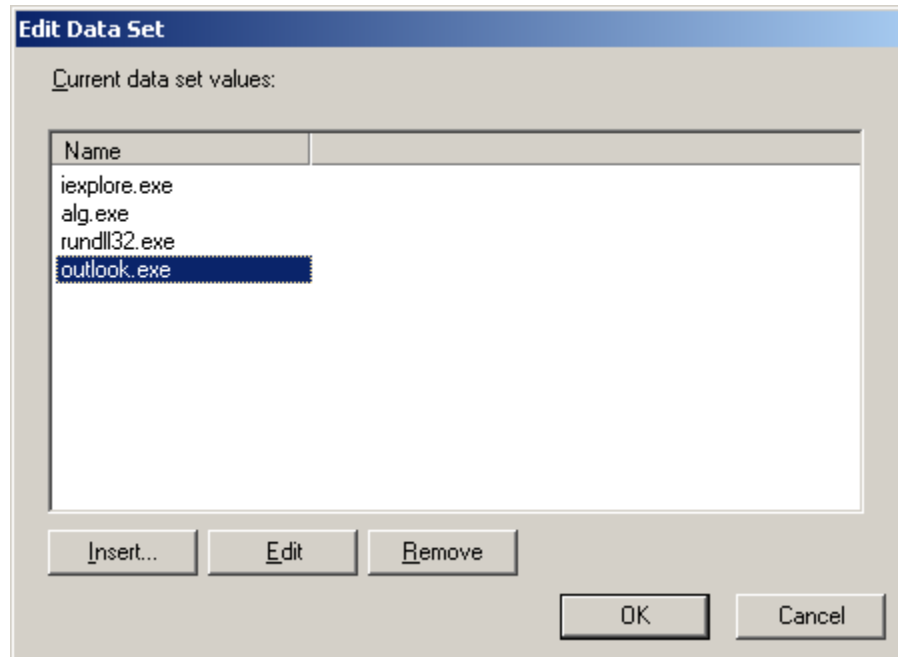 Edit Data Set
Current data set values:
Name
iexplore.exe
alg.exe
rundll32.exe
outlook.exe
Insert... Edit Remove
OK Cancel